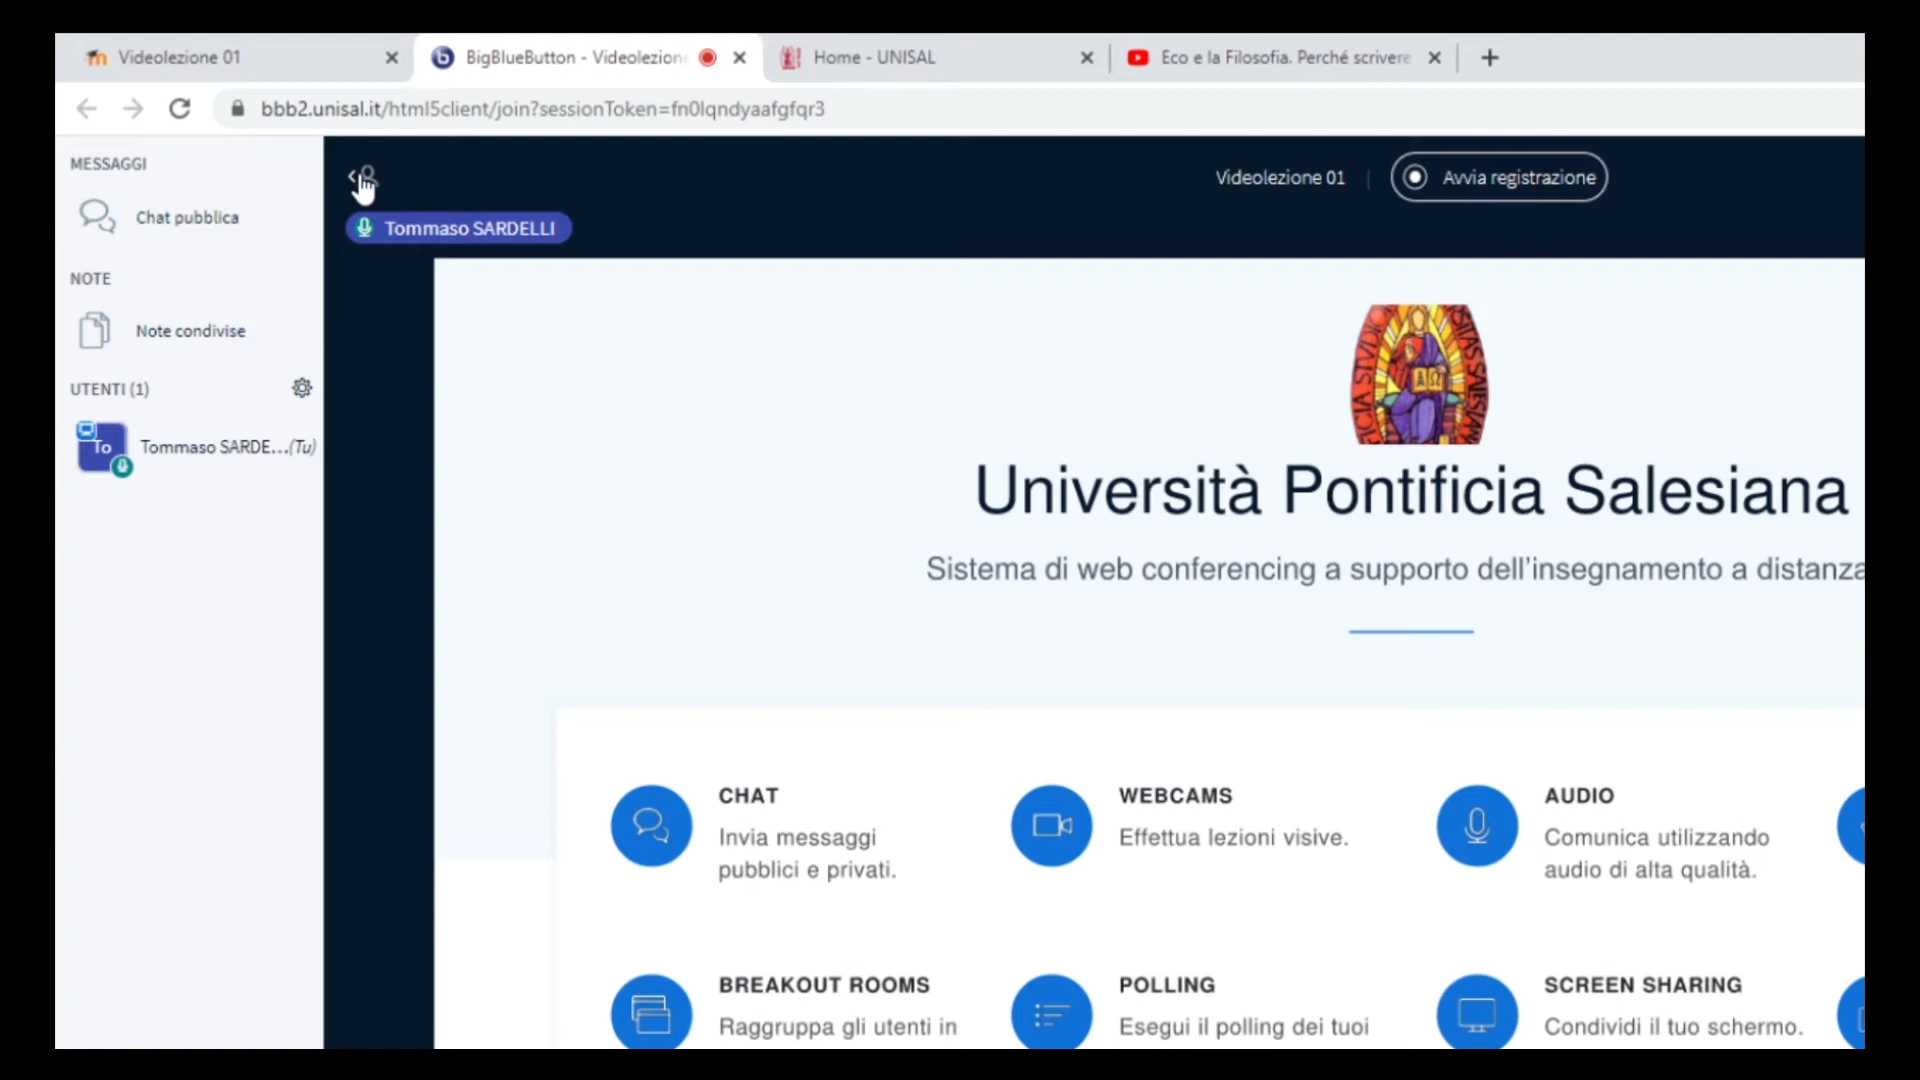 Videolezione 01
BigBlueButton - Videolezion
Home - UNISAL
Eco e la Filosofia. Perché scrivere
bbb2.unisal.it/html5client/join?sessionToken=fn0lqndyaafgfqr3
MESSAGGI
Chat pubblica
NOTE
Note condivise
UTENTI (1)
To
Tommaso SARDE...(Tu)
Videolezione 01
Avvia registrazione
Tommaso SARDELLI
Università Pontificia Salesiana
Sistema di web conferencing a supporto dell'insegnamento a distanza
CHAT
Invia messaggi
pubblici e privati.
WEBCAMS
Effettua lezioni visive.
AUDIO
Comunica utilizzando
audio di alta qualità.
BREAKOUT ROOMS
Raggruppa gli utenti in
POLLING
Esegui il polling dei tuoi
SCREEN SHARING
Condividi il tuo schermo.